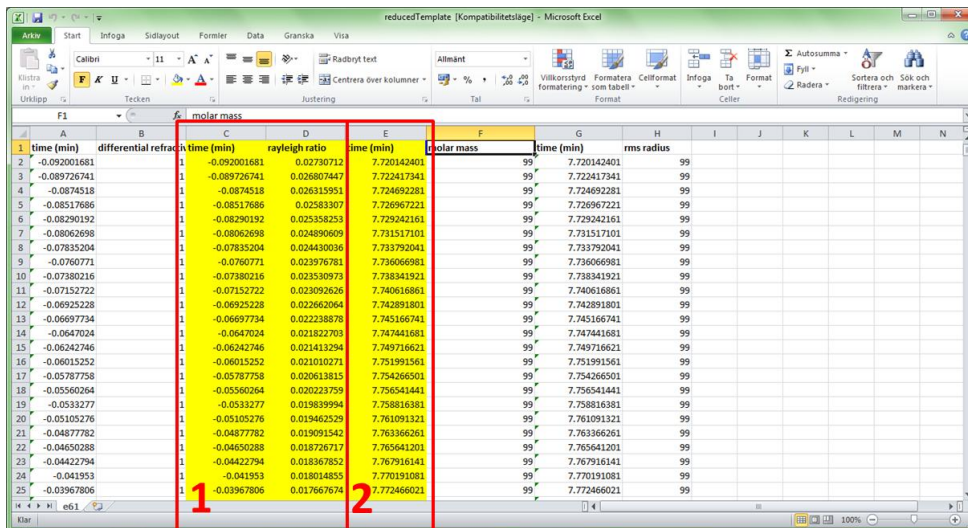 reducedTemplate [Kompatibilitetsläge] - Microsoft Excel
Arkiv Start Infoga Sidlayout Formler Data Granska Visa
Klistra in
Calibri 11
F K U
Radbryt text
Centrera över kolumner
Allmänt
Villkorsstyrd formatering
Formatera som tabell
Cellformat
Infoga
Ta bort
Format
Σ Autosumma
Fyll
Radera
Sortera och filtrera
Sök och markera
Urklipp Tecken Justering Tal Format Celler Redigering
F1 fx molar mass
A B C D E F G H I J K L M N
1 time (min) differential refractiv time (min) rayleigh ratio time (min) molar mass time (min) rms radius
2 -0.092001681 1 -0.092001681 0.02730712 7.720142401 99 7.720142401 99
3 -0.089726741 1 -0.089726741 0.026807447 7.722417341 99 7.722417341 99
4 -0.0874518 1 -0.0874518 0.026315951 7.724692281 99 7.724692281 99
5 -0.08517686 1 -0.08517686 0.02583307 7.726967221 99 7.726967221 99
6 -0.08290192 1 -0.08290192 0.025358253 7.729242161 99 7.729242161 99
7 -0.08062698 1 -0.08062698 0.024890609 7.731517101 99 7.731517101 99
8 -0.07835204 1 -0.07835204 0.024430036 7.733792041 99 7.733792041 99
9 -0.0760771 1 -0.0760771 0.023976781 7.736066981 99 7.736066981 99
10 -0.07380216 1 -0.07380216 0.023530973 7.738341921 99 7.738341921 99
11 -0.07152722 1 -0.07152722 0.023092626 7.740616861 99 7.740616861 99
12 -0.06925228 1 -0.06925228 0.022662064 7.742891801 99 7.742891801 99
13 -0.06697734 1 -0.06697734 0.022238878 7.745166741 99 7.745166741 99
14 -0.0647024 1 -0.0647024 0.021822703 7.747441681 99 7.747441681 99
15 -0.06242746 1 -0.06242746 0.021413294 7.749716621 99 7.749716621 99
16 -0.06015252 1 -0.06015252 0.021010271 7.751991561 99 7.751991561 99
17 -0.05787758 1 -0.05787758 0.020613815 7.754266501 99 7.754266501 99
18 -0.05560264 1 -0.05560264 0.020223759 7.756541441 99 7.756541441 99
19 -0.0533277 1 -0.0533277 0.019839994 7.758816381 99 7.758816381 99
20 -0.05105276 1 -0.05105276 0.019462529 7.761091321 99 7.761091321 99
21 -0.04877782 1 -0.04877782 0.019091542 7.763366261 99 7.763366261 99
22 -0.04650288 1 -0.04650288 0.018726717 7.765641201 99 7.765641201 99
23 -0.04422794 1 -0.04422794 0.018367852 7.767916141 99 7.767916141 99
24 -0.041953 1 -0.041953 0.018014855 7.770191081 99 7.770191081 99
25 -0.03967806 1 -0.03967806 0.017667674 7.772466021 99 7.772466021 99
1 2
e61
Klar 100%